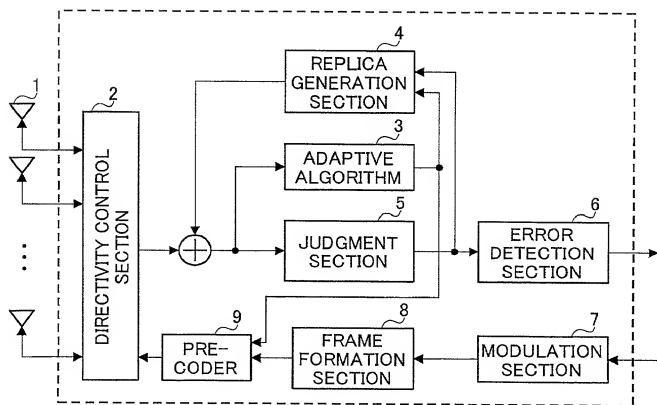 4
REPLICA
GENERATION
SECTION
1
2
DIRECTIVITY CONTROL
SECTION
3
ADAPTIVE
ALGORITHM
5
JUDGMENT
SECTION
6
ERROR
DETECTION
SECTION
9
PRE-
CODER
8
FRAME
FORMATION
SECTION
7
MODULATION
SECTION